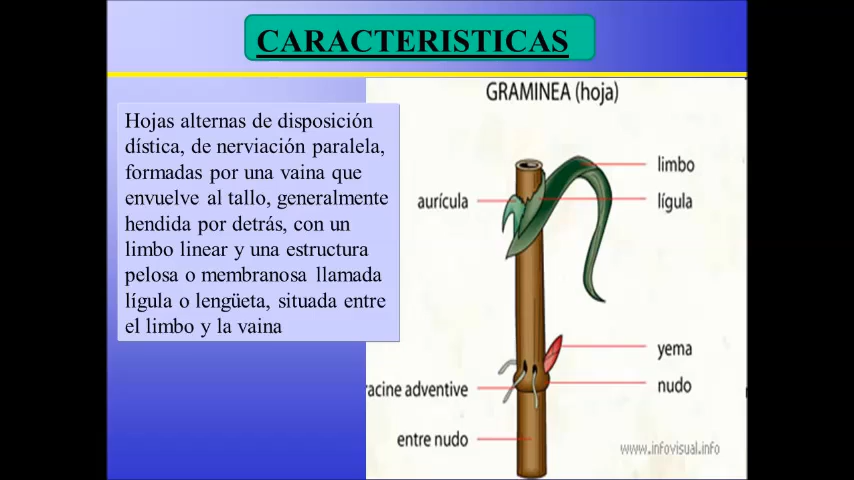 CARACTERISTICAS
Hojas alternas de disposición
dística, de nerviación paralela,
formadas por una vaina que
envuelve al tallo, generalmente
hendida por detrás, con un
limbo linear y una estructura
pelosa o membranosa llamada
lígula o lengüeta, situada entre
el limbo y la vaina
GRAMINEA (hoja)
limbo
aurícula
lígula
yema
nudo
racine adventive
entre nudo
www.infovisual.info